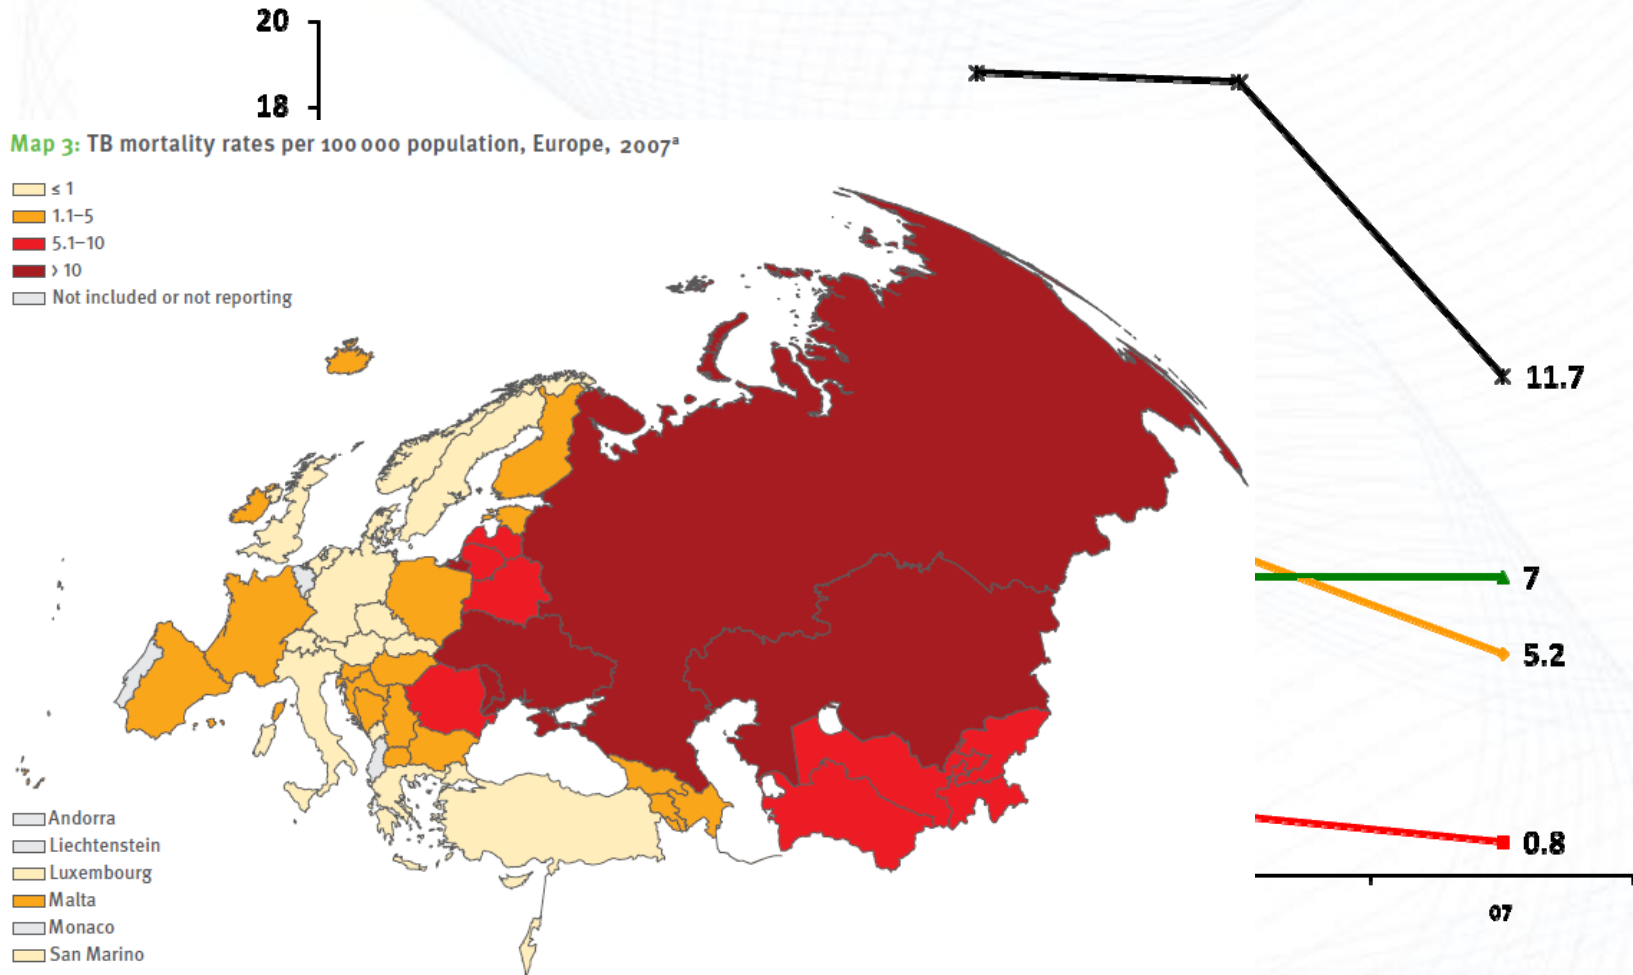 20
18
Map 3: TB mortality rates per 100 000 population, Europe, 2007ª
≤ 1
1.1–5
5.1–10
> 10
Not included or not reporting
11.7
7
5.2
Andorra
Liechtenstein
Luxembourg
Malta
Monaco
San Marino
0.8
07